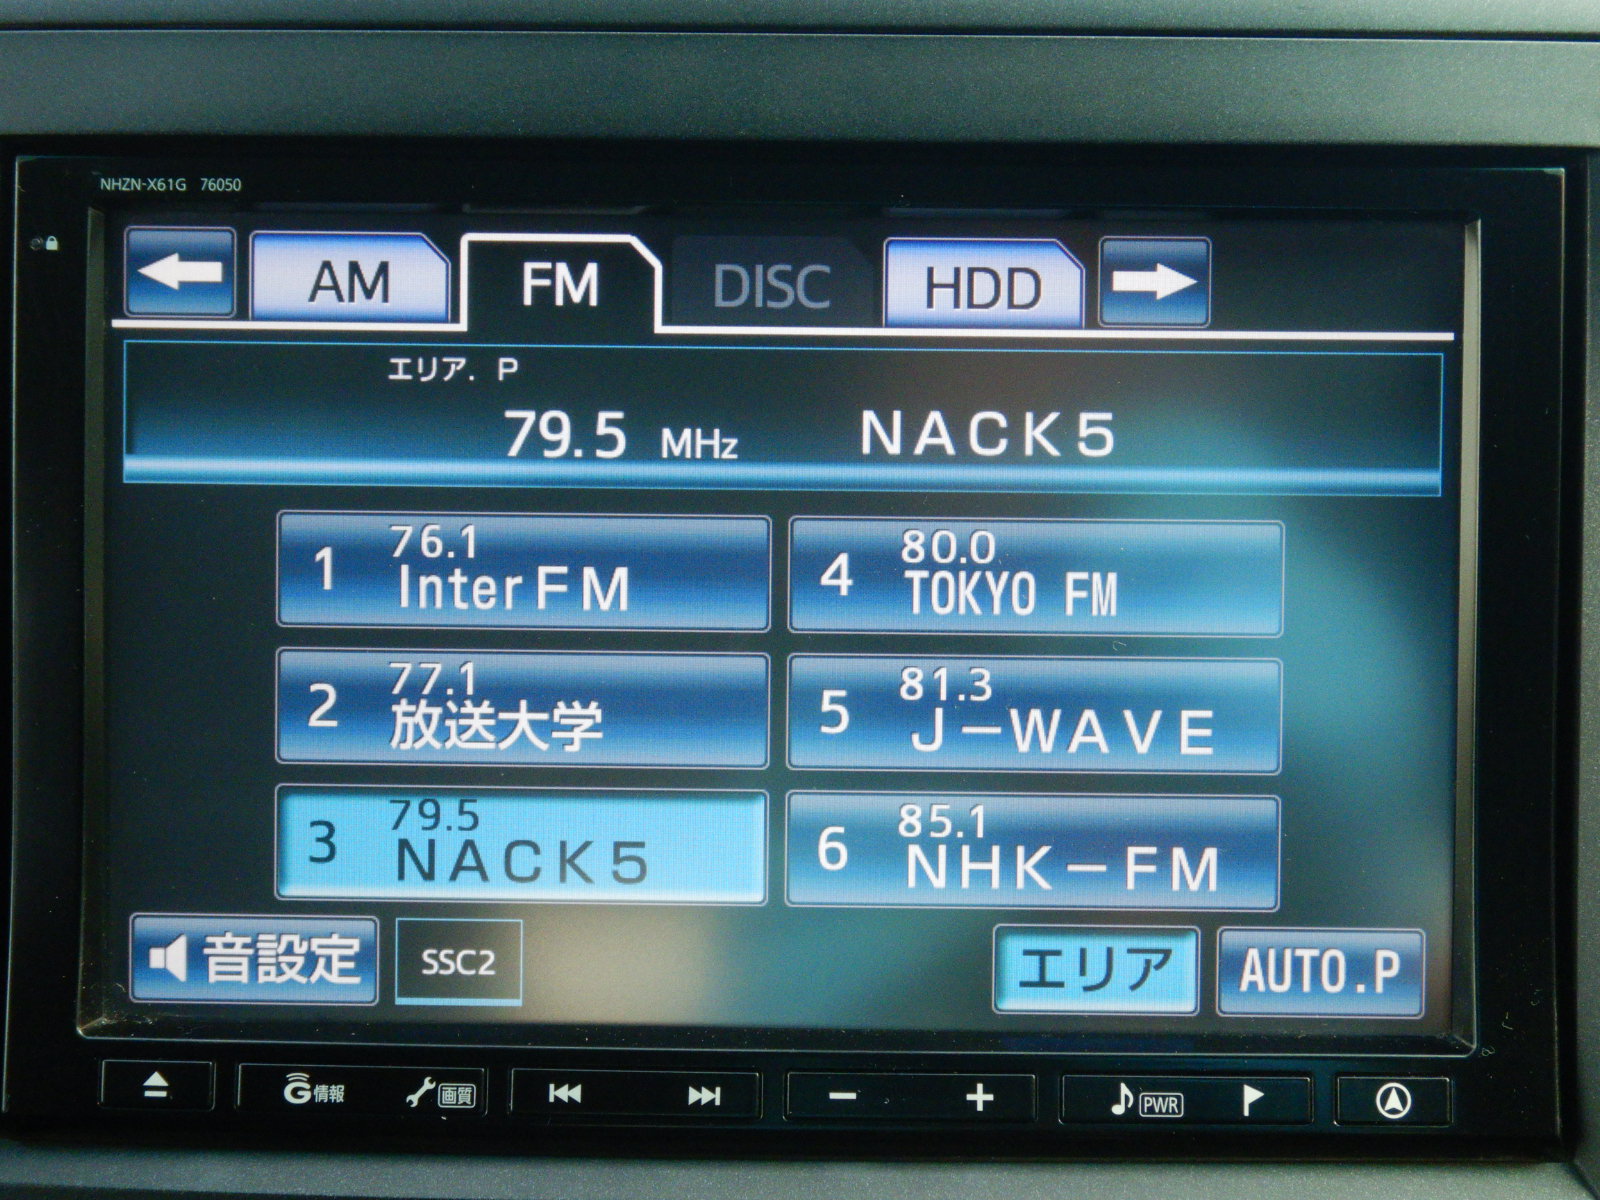 NHZN-X61G 76050
AM
FM
DISC
HDD
エリア. P
79.5 MHz NACK5
1 76.1
InterFM
2 77.1
放送大学
3 79.5
NACK5
4 80.0
TOKYO FM
5 81.3
J-WAVE
6 85.1
NHK-FM
音設定
SSC2
エリア
AUTO.P
G情報
画質
PWR